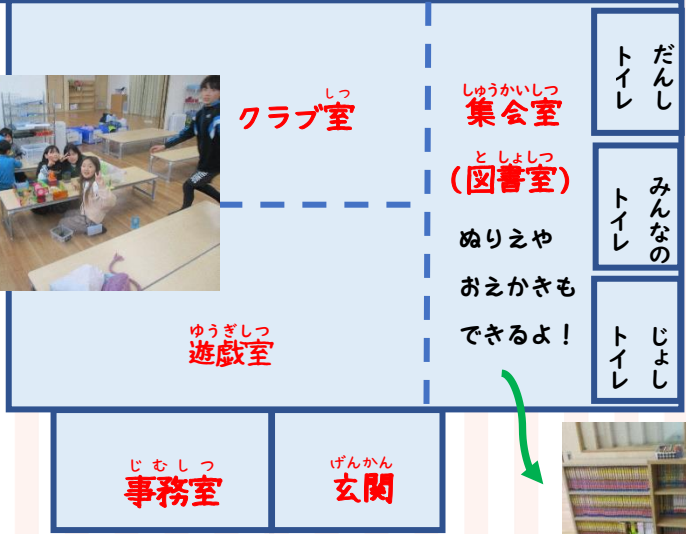 しつ
クラブ室
しゅうかいしつ
集会室
としょしつ
(図書室)
ぬりえや
おえかきも
できるよ！
だんし
トイレ
みんなの
トイレ
じょし
トイレ
ゆうぎしつ
遊戯室
じむしつ
事務室
げんかん
玄関